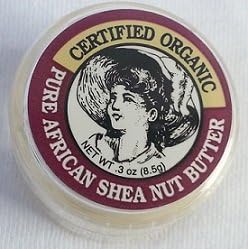 CERTIFIED ORGANIC
NET WT .3 oz (8.5g)
PURE AFRICAN SHEA NUT BUTTER